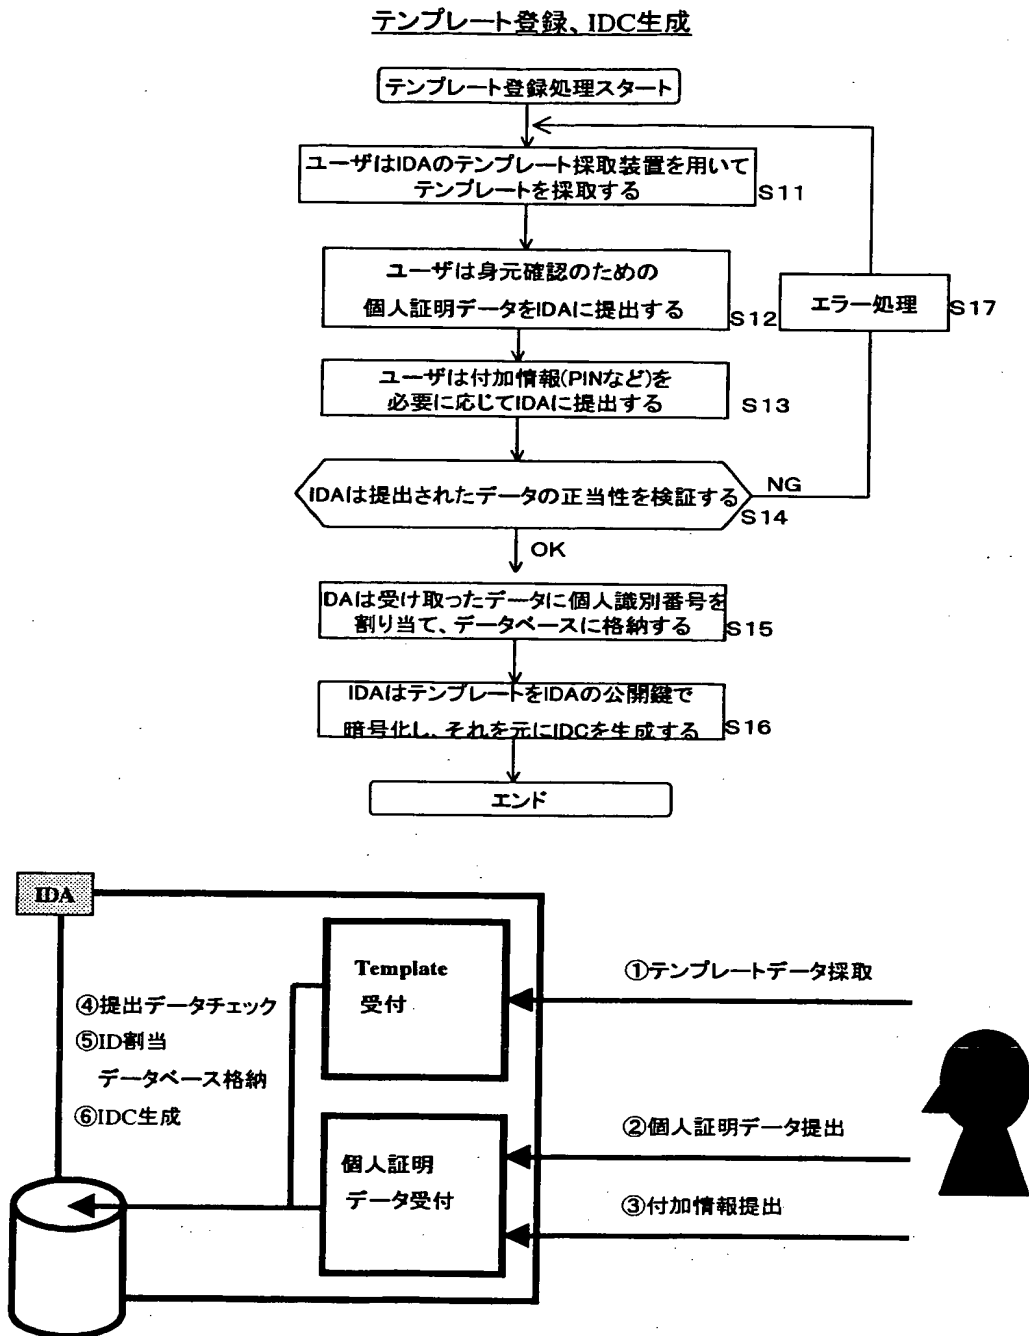 テンプレート登録、IDC生成
テンプレート登録処理スタート
ユーザはIDAのテンプレート採取装置を用いて
テンプレートを採取する
S11
ユーザは身元確認のための
個人証明データをIDAに提出する
S12
エラー処理
S17
ユーザは付加情報(PINなど)を
必要に応じてIDAに提出する
S13
IDAは提出されたデータの正当性を検証する
NG
S14
OK
IDAは受け取ったデータに個人識別番号を
割り当て、データベースに格納する
S15
IDAはテンプレートをIDAの公開鍵で
暗号化し、それを元にIDCを生成する
S16
エンド
IDA
Template
受付
①テンプレートデータ採取
④提出データチェック
⑤ID割当
データベース格納
⑥IDC生成
個人証明
データ受付
②個人証明データ提出
③付加情報提出